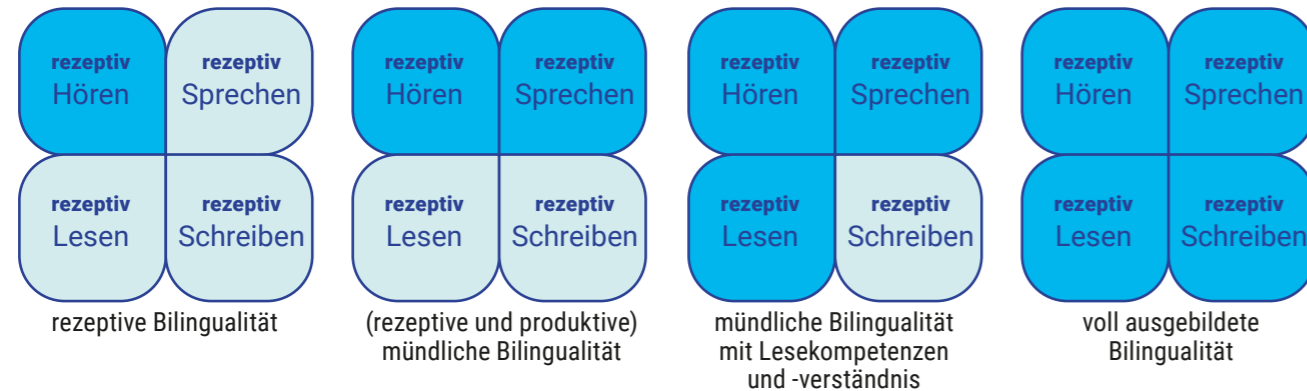 rezeptiv
Hören
rezeptiv
Sprechen
rezeptiv
Lesen
rezeptiv
Schreiben
rezeptive Bilingualität
rezeptiv
Hören
rezeptiv
Sprechen
rezeptiv
Lesen
rezeptiv
Schreiben
(rezeptive und produktive)
mündliche Bilingualität
rezeptiv
Hören
rezeptiv
Sprechen
rezeptiv
Lesen
rezeptiv
Schreiben
mündliche Bilingualität
mit Lesekompetenzen
und -verständnis
rezeptiv
Hören
rezeptiv
Sprechen
rezeptiv
Lesen
rezeptiv
Schreiben
voll ausgebildete
Bilingualität